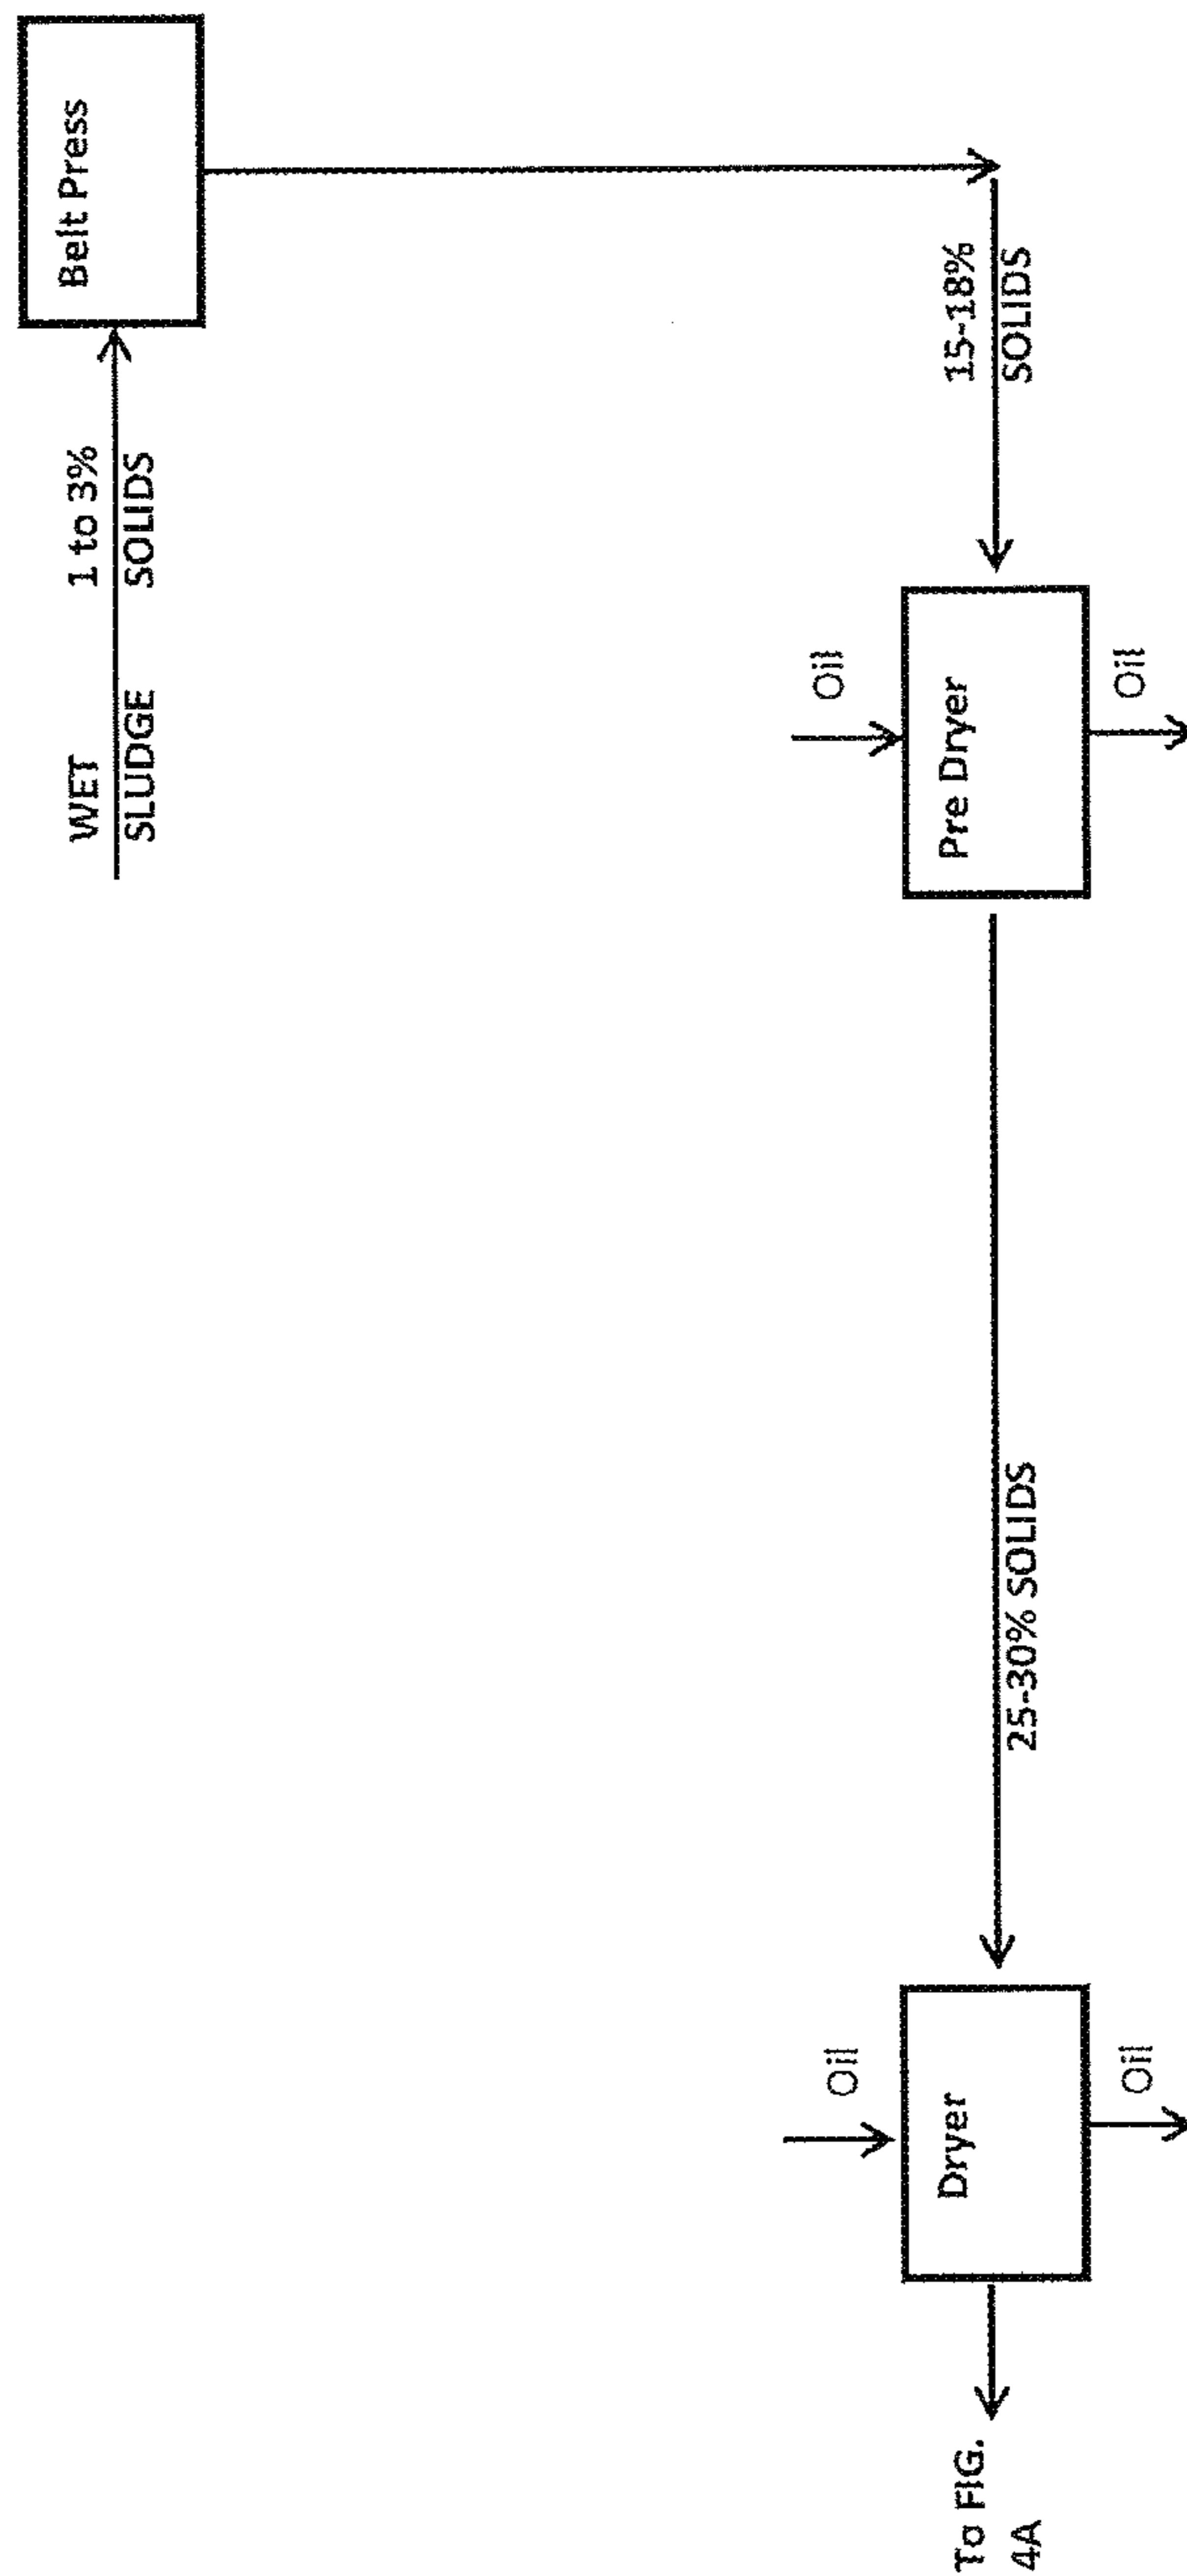 WET 1 to 3%
SLUDGE SOLIDS
Belt Press
Oil
Oil
To FIG.
4A
Dryer
25-30% SOLIDS
Pre Dryer
15-18%
SOLIDS
Oil
Oil